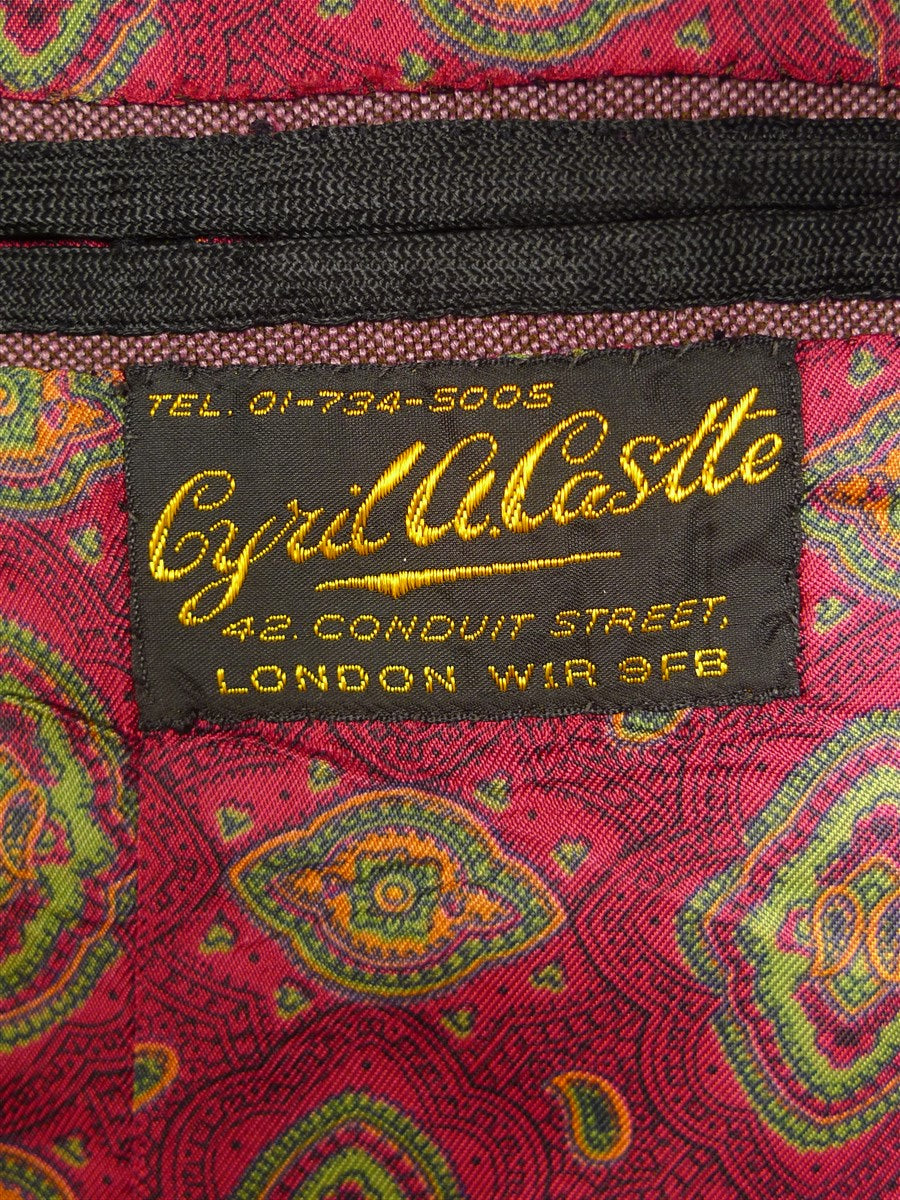 TEL. 01-734-5005
Cyril A. Castle
42. CONDUIT STREET,
LONDON W1R 9FB